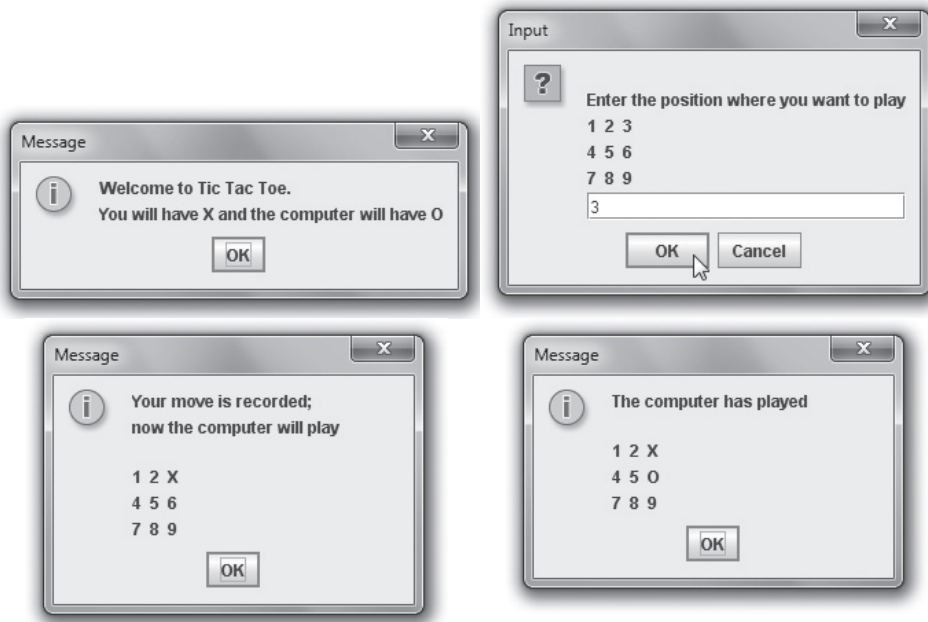 Message
X
Welcome to Tic Tac Toe.
You will have X and the computer will have O
OK
Input
X
?
Enter the position where you want to play
1 2 3
4 5 6
7 8 9
3
OK
Cancel
Message
X
Your move is recorded;
now the computer will play
1 2 X
4 5 6
7 8 9
OK
Message
X
The computer has played
1 2 X
4 5 O
7 8 9
OK